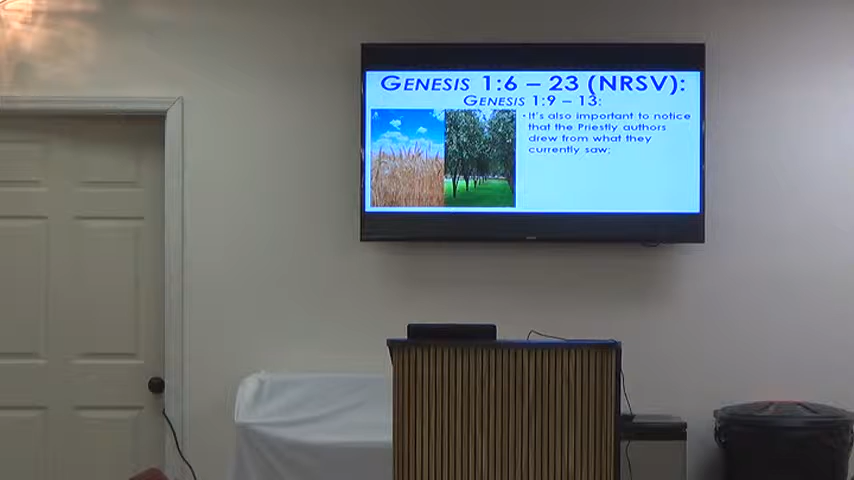 GENESIS 1:6 – 23 (NRSV):
GENESIS 1:9 – 13:
• It's also important to notice
that the Priestly authors
drew from what they
currently saw;